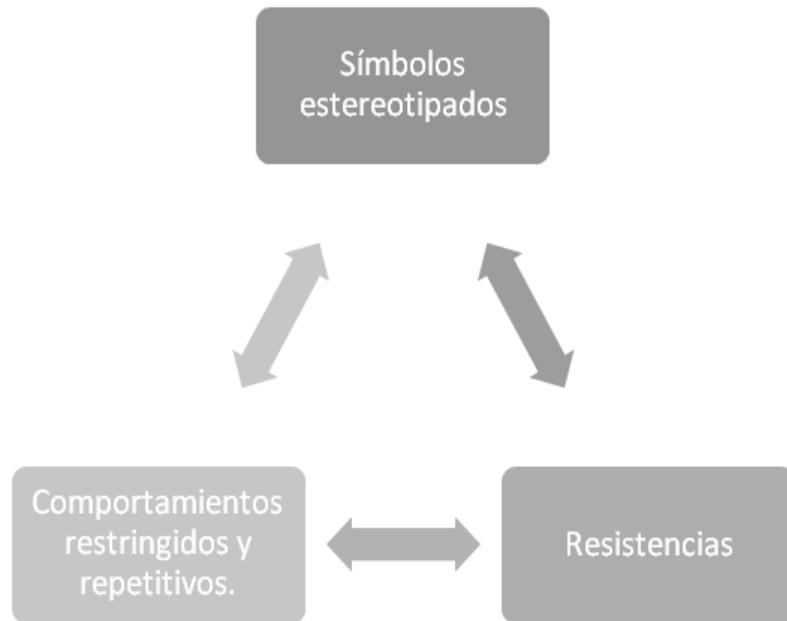 Símbolos
estereotipados
Comportamientos
restringidos y
repetitivos.
Resistencias